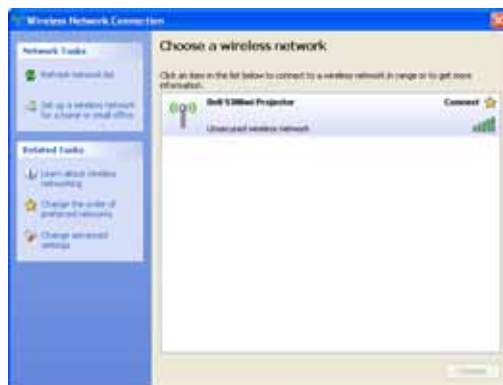 Wireless Network Connection
Network Tasks
Refresh network list
Set up a wireless network
for a home or small office
Related Tasks
Learn about wireless
networking
Change the order of
preferred networks
Change advanced
settings
Choose a wireless network
Click an item in the list below to connect to a wireless network in range or to get more
information.
Dell Projector
Connect
Unsecured wireless network